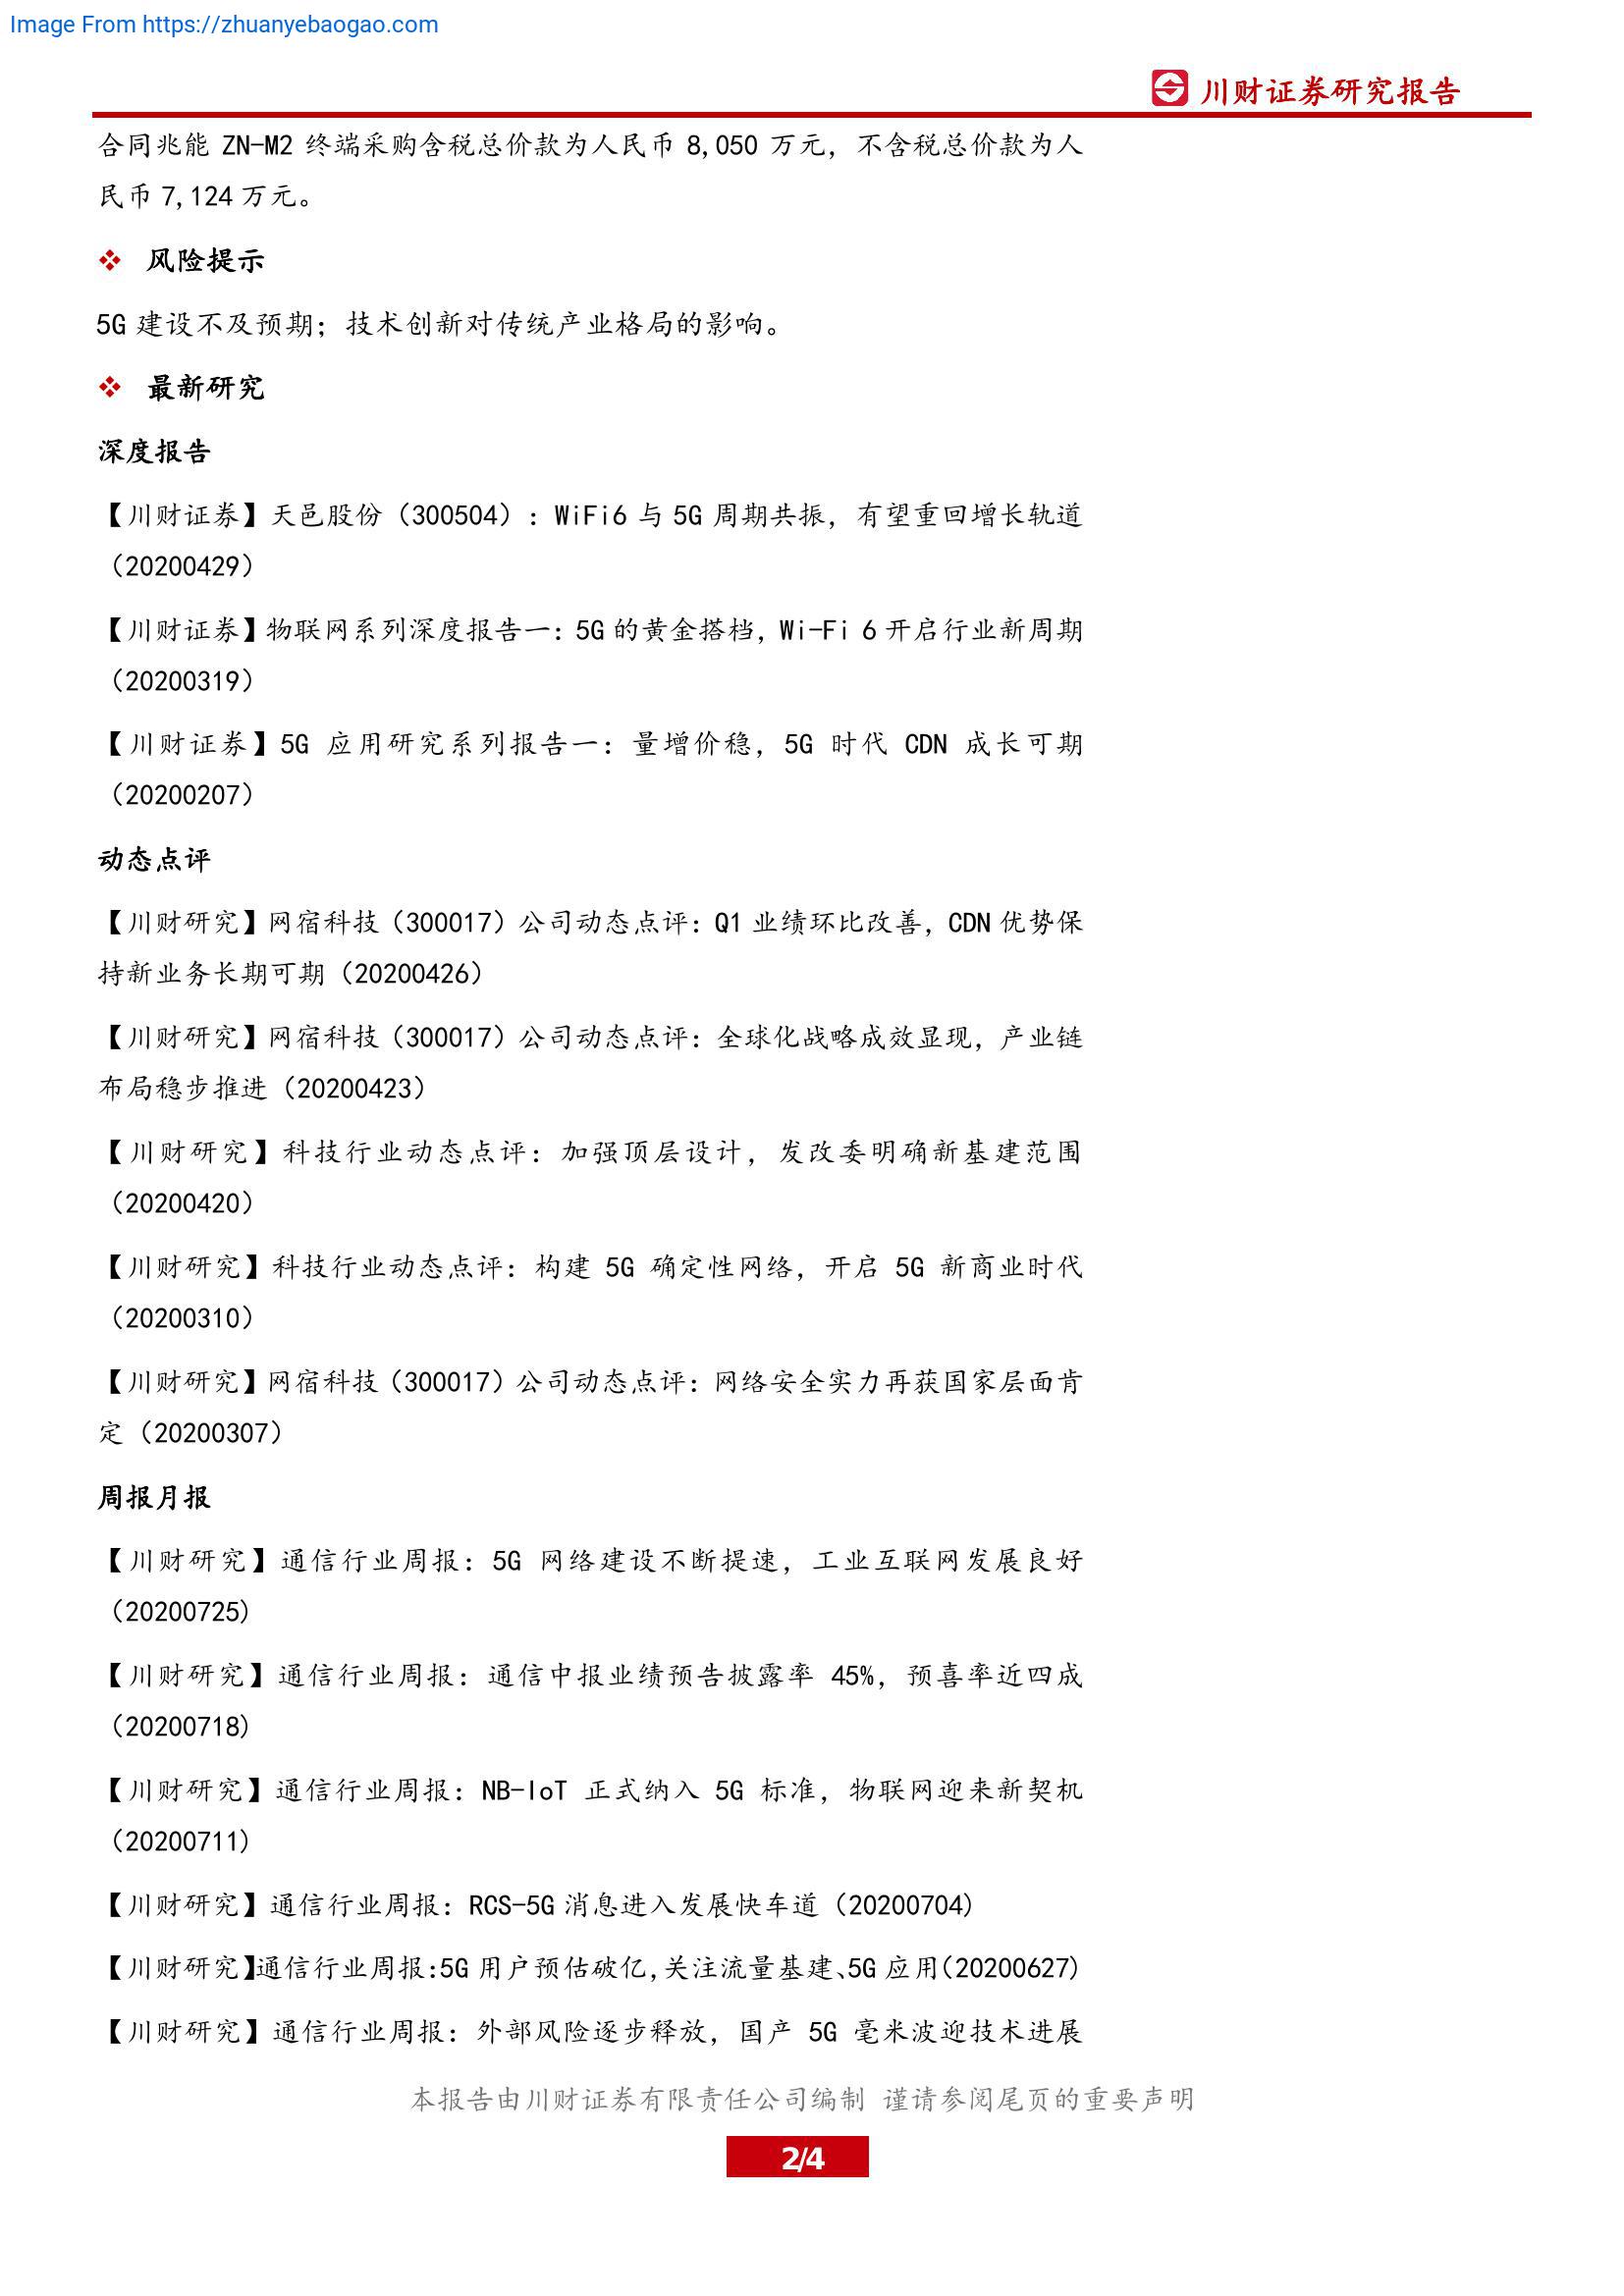 Image From https://zhuanyebaogao.com
川财证券研究报告
合同兆能 ZN-M2 终端采购含税总价款为人民币 8,050 万元，不含税总价款为人
民币 7,124 万元。
❖ 风险提示
5G 建设不及预期；技术创新对传统产业格局的影响。
❖ 最新研究
深度报告
【川财证券】天邑股份（300504）：WiFi6 与 5G 周期共振，有望重回增长轨道
（20200429）
【川财证券】物联网系列深度报告一：5G 的黄金搭档，Wi-Fi 6 开启行业新周期
（20200319）
【川财证券】5G 应用研究系列报告一：量增价稳，5G 时代 CDN 成长可期
（20200207）
动态点评
【川财研究】网宿科技（300017）公司动态点评：Q1 业绩环比改善，CDN 优势保
持新业务长期可期（20200426）
【川财研究】网宿科技（300017）公司动态点评：全球化战略成效显现，产业链
布局稳步推进（20200423）
【川财研究】科技行业动态点评：加强顶层设计，发改委明确新基建范围
（20200420）
【川财研究】科技行业动态点评：构建 5G 确定性网络，开启 5G 新商业时代
（20200310）
【川财研究】网宿科技（300017）公司动态点评：网络安全实力再获国家层面肯
定（20200307）
周报月报
【川财研究】通信行业周报：5G 网络建设不断提速，工业互联网发展良好
（20200725)
【川财研究】通信行业周报：通信中报业绩预告披露率 45%，预喜率近四成
（20200718)
【川财研究】通信行业周报：NB-IoT 正式纳入 5G 标准，物联网迎来新契机
（20200711)
【川财研究】通信行业周报：RCS-5G 消息进入发展快车道（20200704)
【川财研究】通信行业周报：5G 用户预估破亿，关注流量基建、5G 应用（20200627)
【川财研究】通信行业周报：外部风险逐步释放，国产 5G 毫米波迎技术进展
本报告由川财证券有限责任公司编制 谨请参阅尾页的重要声明
2/4